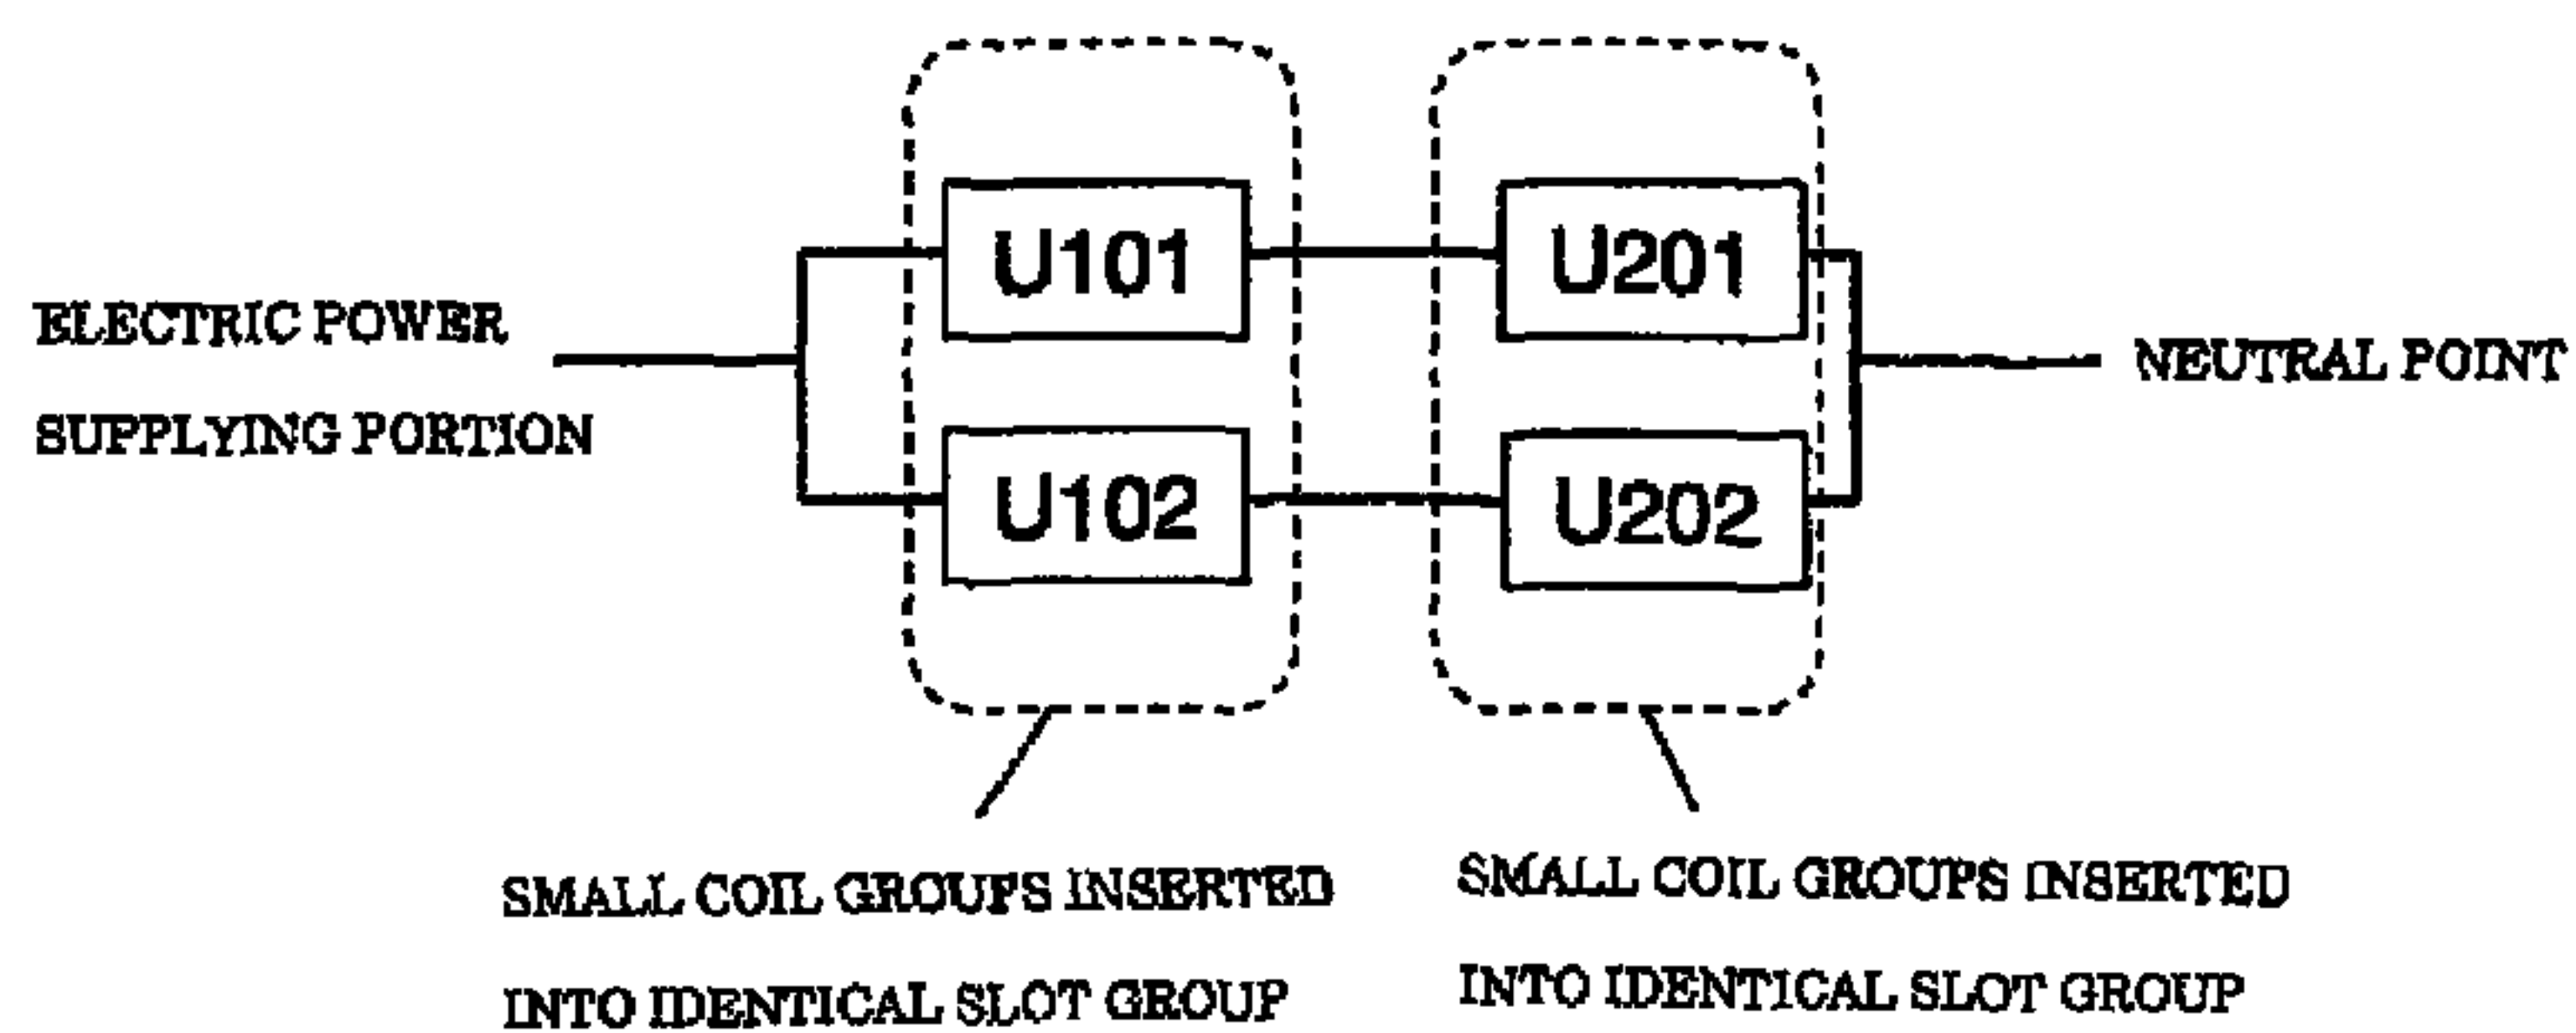 ELECTRIC POWER
SUPPLYING PORTION
U101
U201
U102
U202
NEUTRAL POINT
SMALL COIL GROUPS INSERTED
INTO IDENTICAL SLOT GROUP
SMALL COIL GROUPS INSERTED
INTO IDENTICAL SLOT GROUP